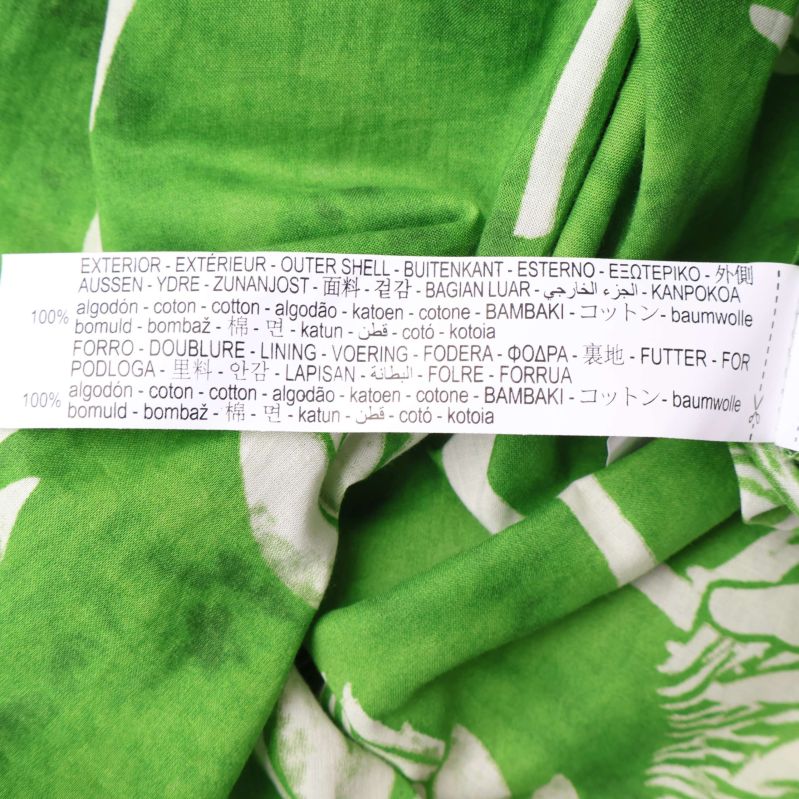 EXTERIOR - EXTÉRIEUR - OUTER SHELL - BUITENKANT - ESTERNO - ΕΞΩΤΕΡΙΚΟ - 外側
AUSSEN - YDRE - ZUNANJOST - 面料 - 겉감 - BAGIAN LUAR - الجزء الخارجي - KANPOKOA
100% algodón - coton - cotton - algodão - katoen - cotone - BAMBAKI - コットン - baumwolle
bomuld - bombaž - 棉 - 면 - katun - قطن - cotó - kotoia
FORRO - DOUBLURE - LINING - VOERING - FODERA - ΦΟΔΡΑ - 裏地 - FUTTER - FOR
PODLOGA - 里料 - 안감 - LAPISAN - البطانة - FOLRE - FORRUA
100% algodón - coton - cotton - algodão - katoen - cotone - BAMBAKI - コットン - baumwolle
bomuld - bombaž - 棉 - 면 - katun - قطن - cotó - kotoia